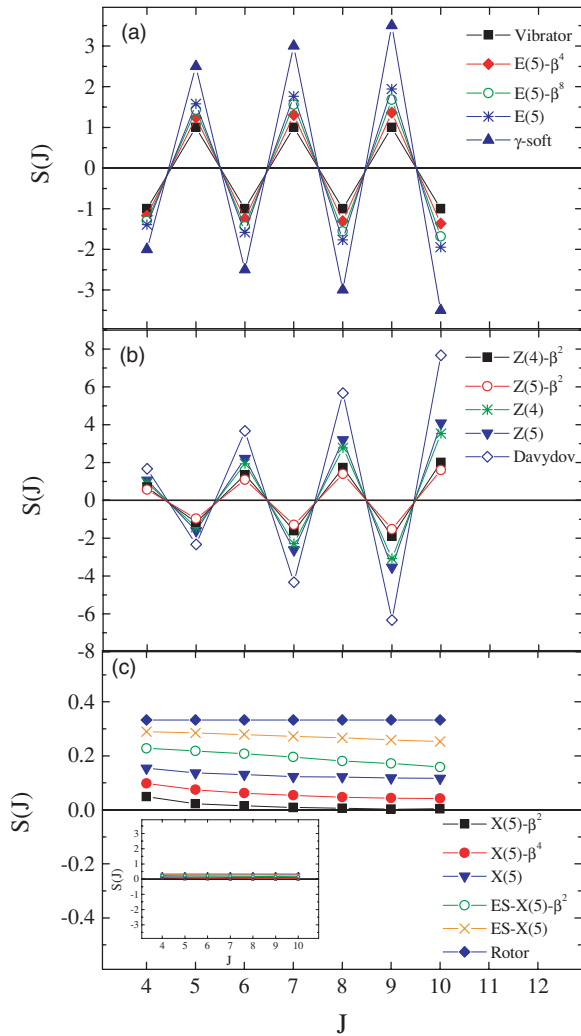 (a)
Vibrator
E(5)-β⁴
E(5)-β⁸
E(5)
γ-soft
S(J)
3
2
1
0
-1
-2
-3
(b)
Z(4)-β²
Z(5)-β²
Z(4)
Z(5)
Davydov
S(J)
8
6
4
2
0
-2
-4
-6
-8
(c)
S(J)
0.4
0.2
0.0
-0.2
-0.4
X(5)-β²
X(5)-β⁴
X(5)
ES-X(5)-β²
ES-X(5)
Rotor
S(J)
3
2
1
0
-1
-2
-3
4 5 6 7 8 9 10
J
4 5 6 7 8 9 10 11 12
J